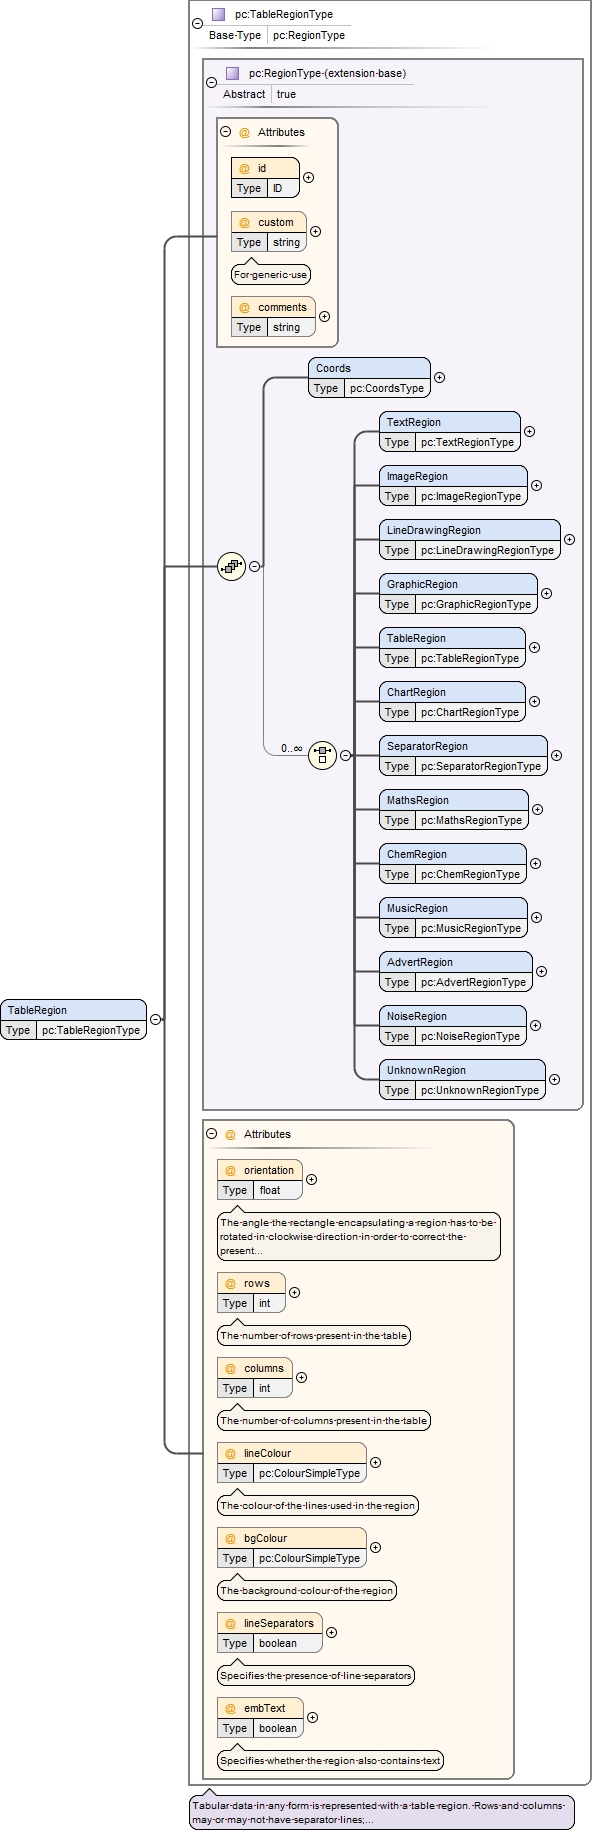 pc:TableRegionType
Base-Type pc:RegionType
pc:RegionType-(extension-base)
Abstract true
@ Attributes
@ id
Type ID
@ custom
Type string
For-generic-use
@ comments
Type string
Coords
Type pc:CoordsType
TextRegion
Type pc:TextRegionType
ImageRegion
Type pc:ImageRegionType
LineDrawingRegion
Type pc:LineDrawingRegionType
GraphicRegion
Type pc:GraphicRegionType
TableRegion
Type pc:TableRegionType
ChartRegion
Type pc:ChartRegionType
0..∞
SeparatorRegion
Type pc:SeparatorRegionType
MathsRegion
Type pc:MathsRegionType
ChemRegion
Type pc:ChemRegionType
MusicRegion
Type pc:MusicRegionType
AdvertRegion
Type pc:AdvertRegionType
NoiseRegion
Type pc:NoiseRegionType
UnknownRegion
Type pc:UnknownRegionType
TableRegion
Type pc:TableRegionType
@ Attributes
@ orientation
Type float
The-angle-the-rectangle-encapsulating-a-region-has-to-be-
rotated-in-clockwise-direction-in-order-to-correct-the-
present...
@ rows
Type int
The-number-of-rows-present-in-the-table
@ columns
Type int
The-number-of-columns-present-in-the-table
@ lineColour
Type pc:ColourSimpleType
The-colour-of-the-lines-used-in-the-region
@ bgColour
Type pc:ColourSimpleType
The-background-colour-of-the-region
@ lineSeparators
Type boolean
Specifies-the-presence-of-line-separators
@ embText
Type boolean
Specifies-whether-the-region-also-contains-text
Tabular-data-in-any-form-is-represented-with-a-table-region.-Rows-and-columns-
may-or-may-not-have-separator-lines;...